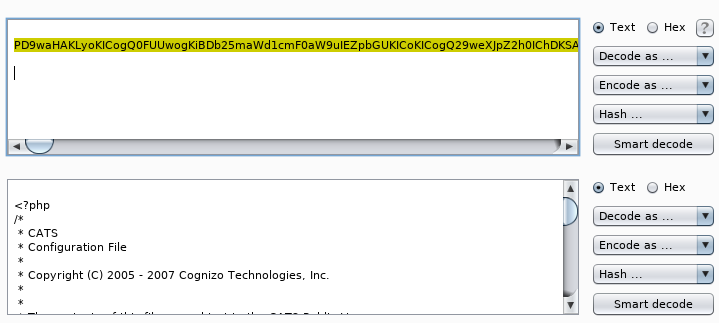 PD9waHAKLyoKICogQ0FUUwogKiBDb25maWd1cmF0aW9uIEZpbGUKICoKICogQ29weXJpZ2h0IChDKSA
Text Hex ?
Decode as ...
Encode as ...
Hash ...
Smart decode
<?php
/*
* CATS
* Configuration File
*
* Copyright (C) 2005 - 2007 Cognizo Technologies, Inc.
*
*
Text Hex
Decode as ...
Encode as ...
Hash ...
Smart decode